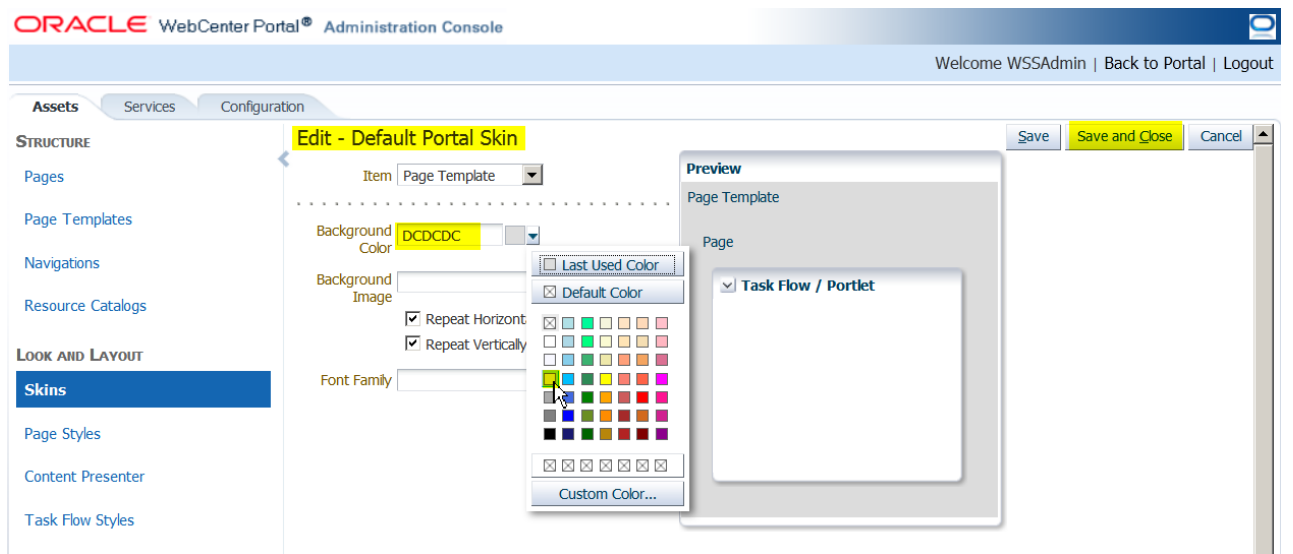 ORACLE WebCenter Portal® Administration Console
Welcome WSSAdmin | Back to Portal | Logout
Assets Services Configuration
STRUCTURE
Pages
Page Templates
Navigations
Resource Catalogs
LOOK AND LAYOUT
Skins
Page Styles
Content Presenter
Task Flow Styles
Edit - Default Portal Skin
Save Save and Close Cancel
Item Page Template
Background Color DCDCDC
Background Image
Repeat Horizont
Repeat Vertically
Font Family
Last Used Color
Default Color
Custom Color...
Preview
Page Template
Page
Task Flow / Portlet